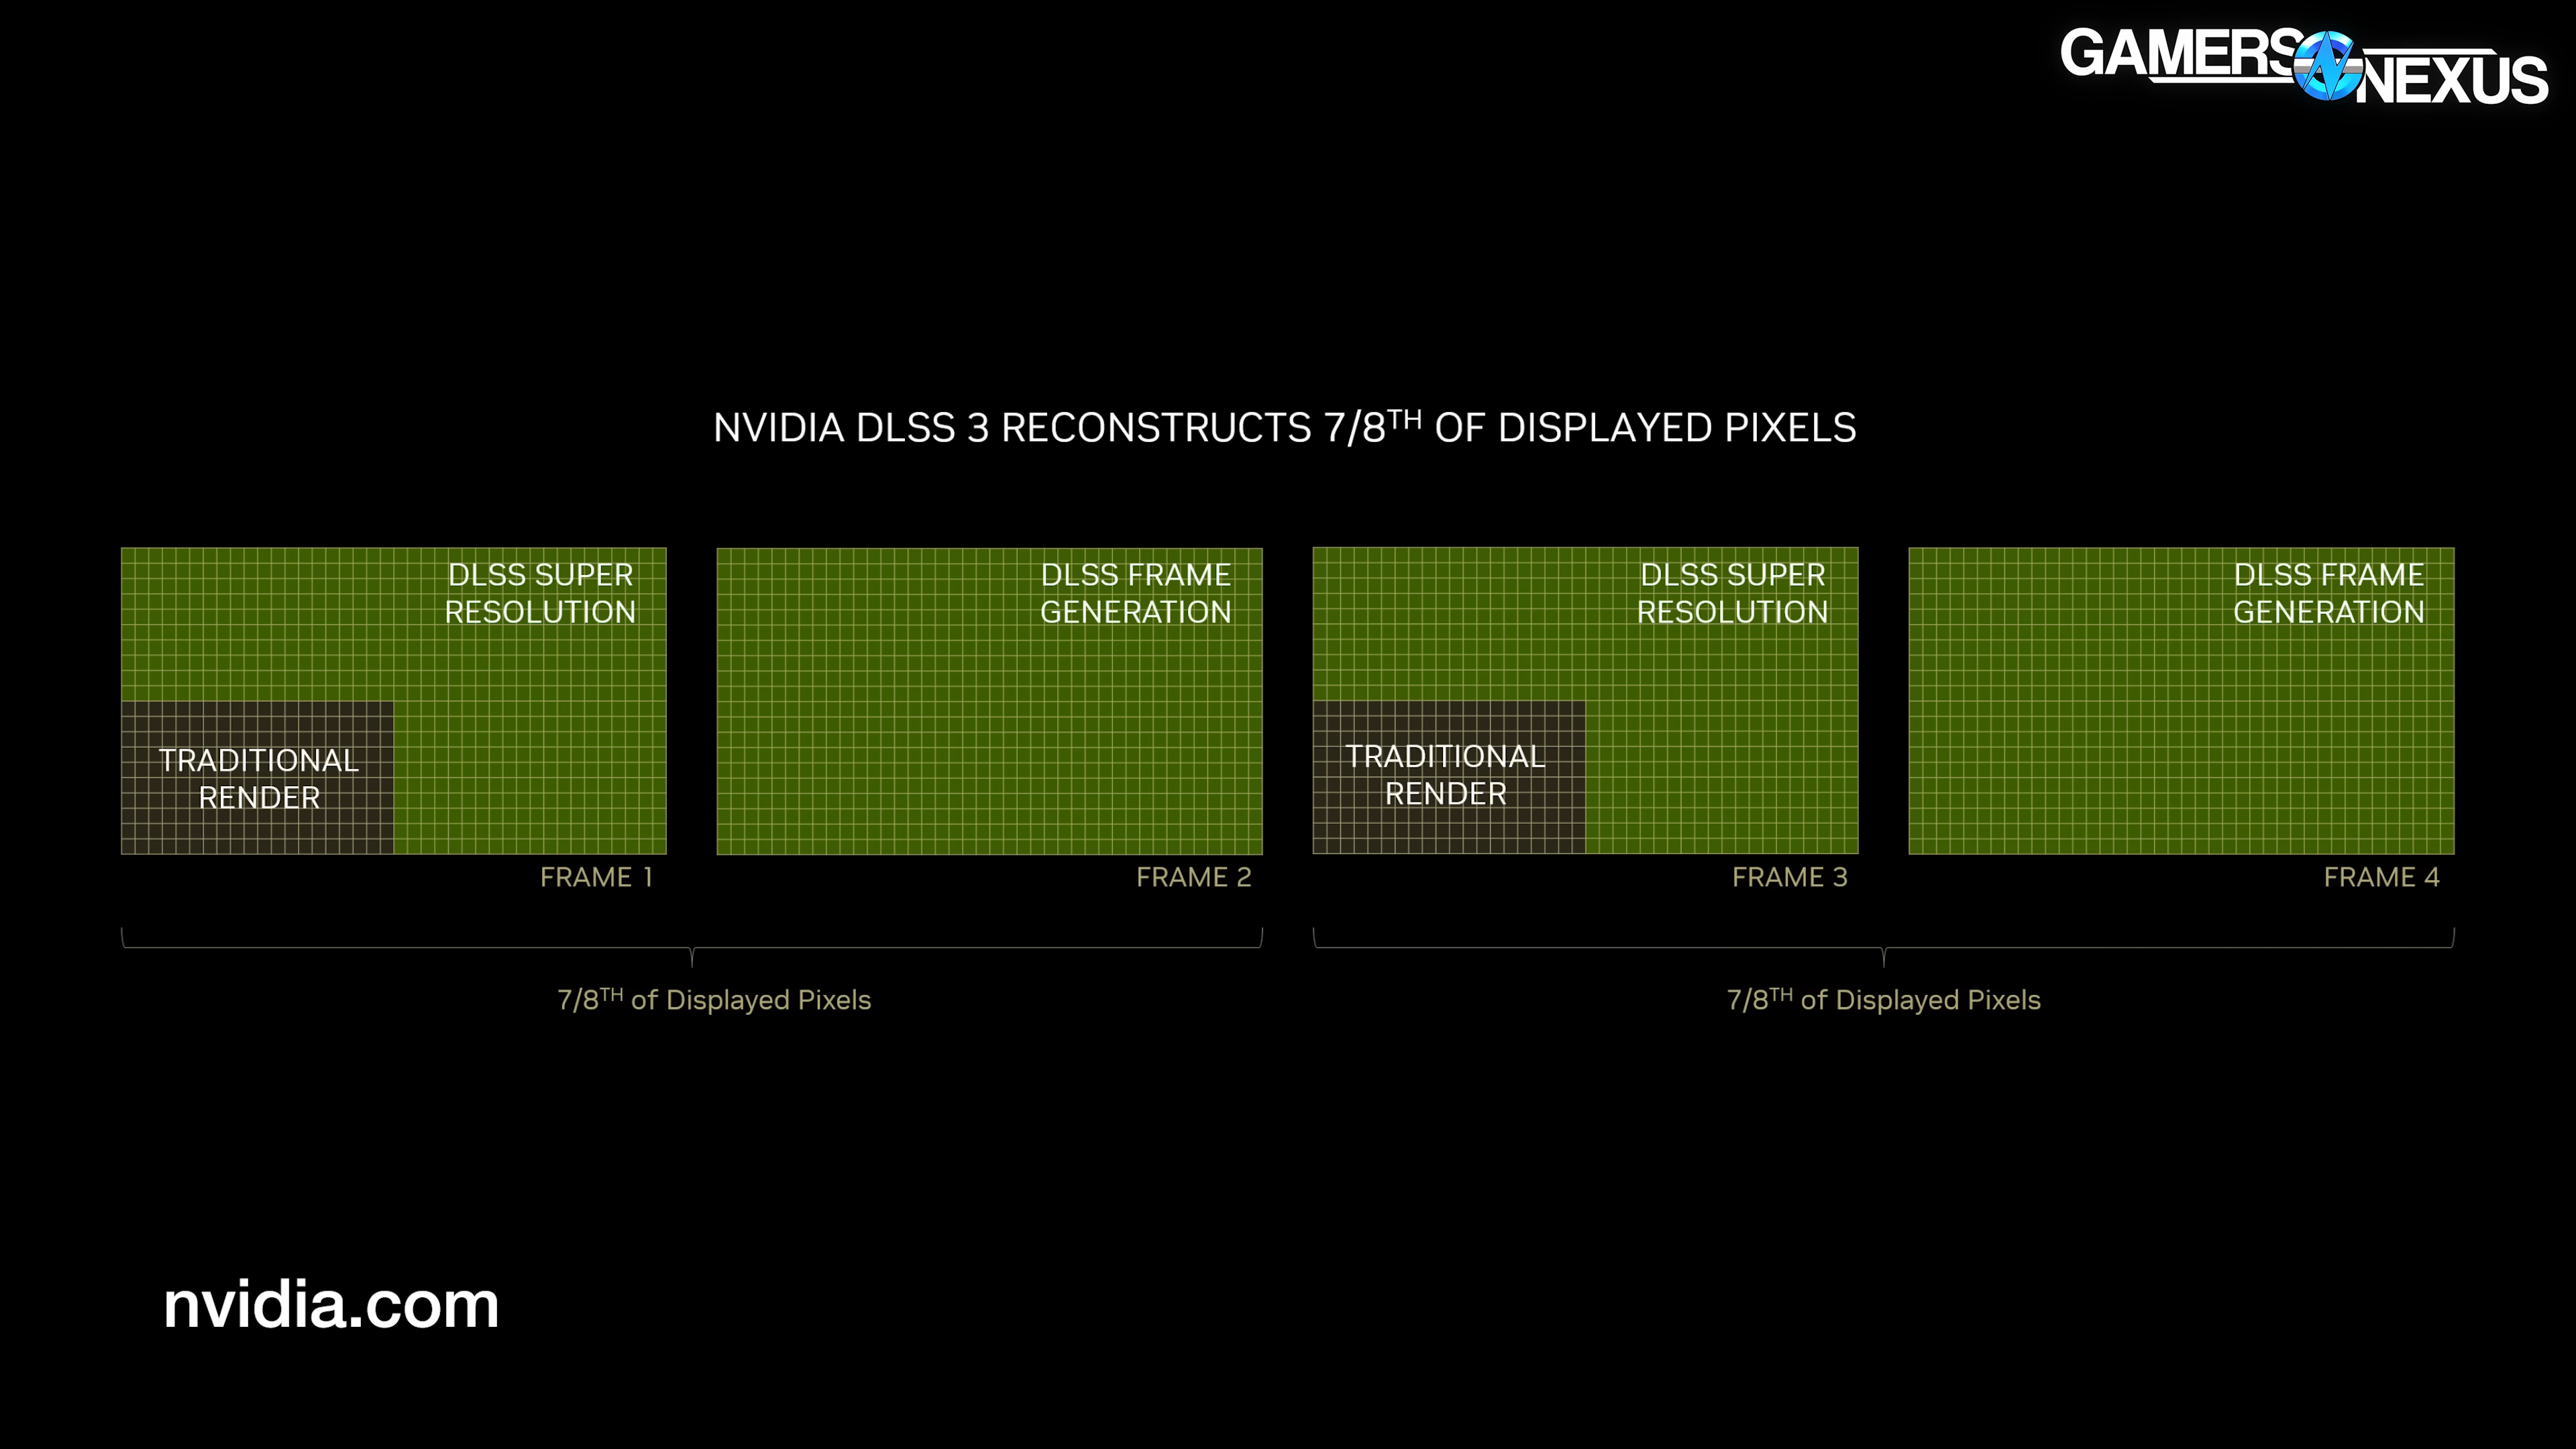 GAMERS NEXUS
NVIDIA DLSS 3 RECONSTRUCTS 7/8TH OF DISPLAYED PIXELS
DLSS SUPER
RESOLUTION
TRADITIONAL
RENDER
FRAME 1
DLSS FRAME
GENERATION
FRAME 2
DLSS SUPER
RESOLUTION
TRADITIONAL
RENDER
FRAME 3
DLSS FRAME
GENERATION
FRAME 4
7/8TH of Displayed Pixels
7/8TH of Displayed Pixels
nvidia.com